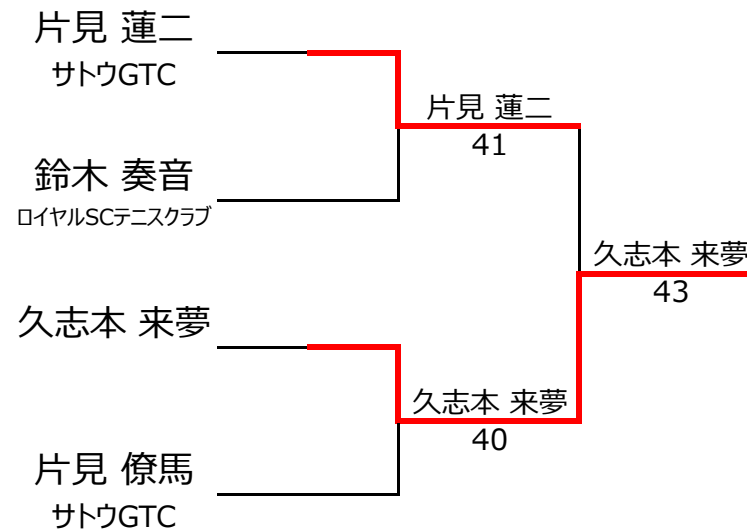 片見 蓮二
サトウGTC
片見 蓮二
41
鈴木 奏音
ロイヤルSCテニスクラブ
久志本 来夢
43
久志本 来夢
久志本 来夢
40
片見 僚馬
サトウGTC